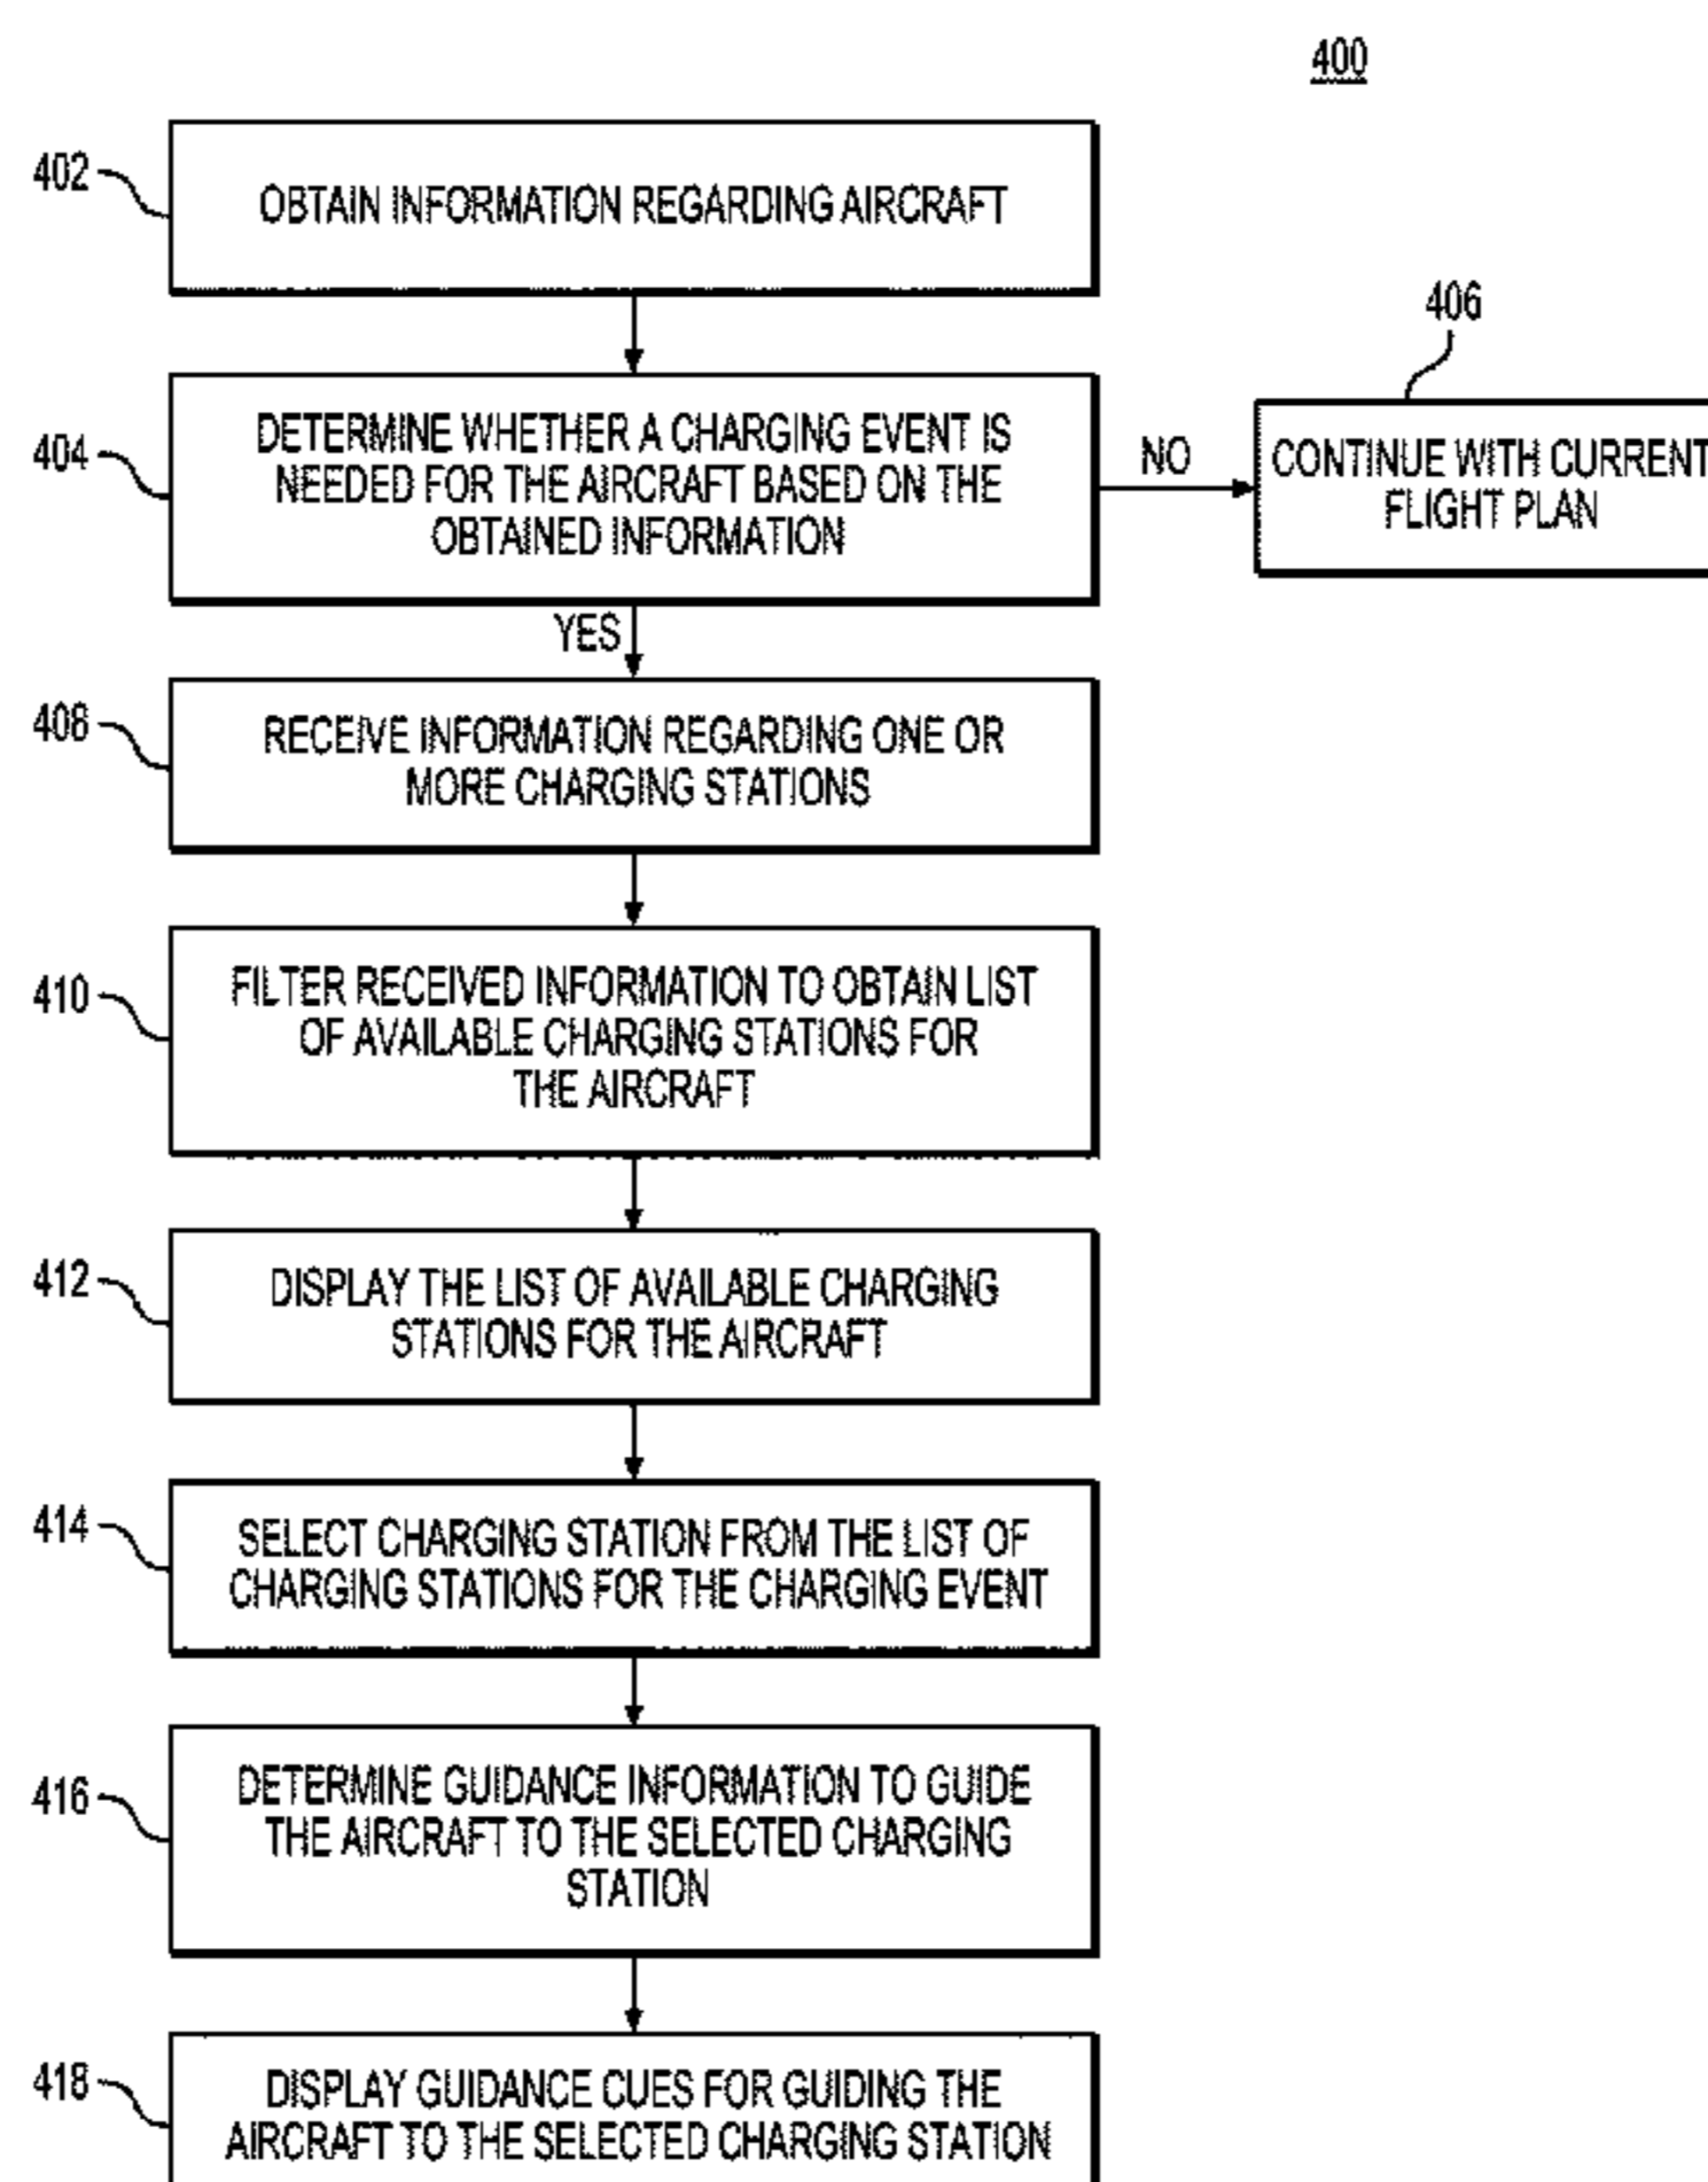 400
402
OBTAIN INFORMATION REGARDING AIRCRAFT
406
404
DETERMINE WHETHER A CHARGING EVENT IS
NEEDED FOR THE AIRCRAFT BASED ON THE
OBTAINED INFORMATION
NO
CONTINUE WITH CURRENT
FLIGHT PLAN
YES
408
RECEIVE INFORMATION REGARDING ONE OR
MORE CHARGING STATIONS
410
FILTER RECEIVED INFORMATION TO OBTAIN LIST
OF AVAILABLE CHARGING STATIONS FOR
THE AIRCRAFT
412
DISPLAY THE LIST OF AVAILABLE CHARGING
STATIONS FOR THE AIRCRAFT
414
SELECT CHARGING STATION FROM THE LIST OF
CHARGING STATIONS FOR THE CHARGING EVENT
416
DETERMINE GUIDANCE INFORMATION TO GUIDE
THE AIRCRAFT TO THE SELECTED CHARGING
STATION
418
DISPLAY GUIDANCE CUES FOR GUIDING THE
AIRCRAFT TO THE SELECTED CHARGING STATION